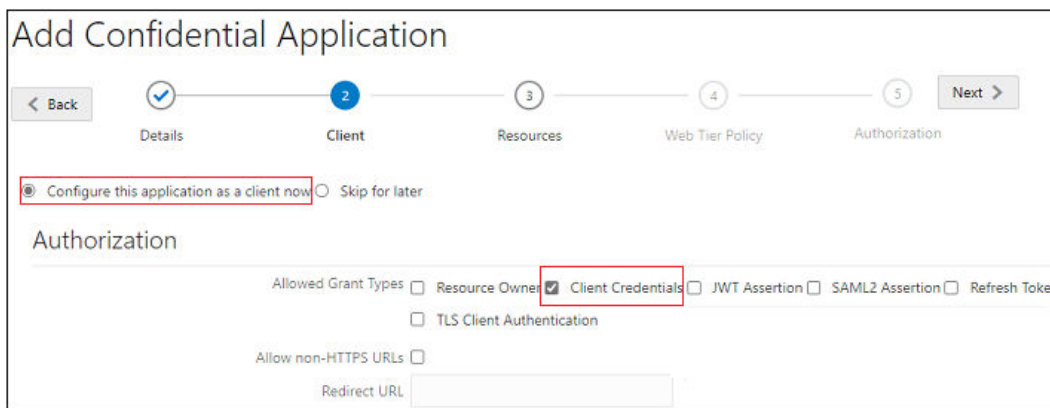 Add Confidential Application
Back
2
3
4
5
Next
Details
Client
Resources
Web Tier Policy
Authorization
Configure this application as a client now Skip for later
Authorization
Allowed Grant Types Resource Owner Client Credentials JWT Assertion SAML2 Assertion Refresh Toke
TLS Client Authentication
Allow non-HTTPS URLs
Redirect URL